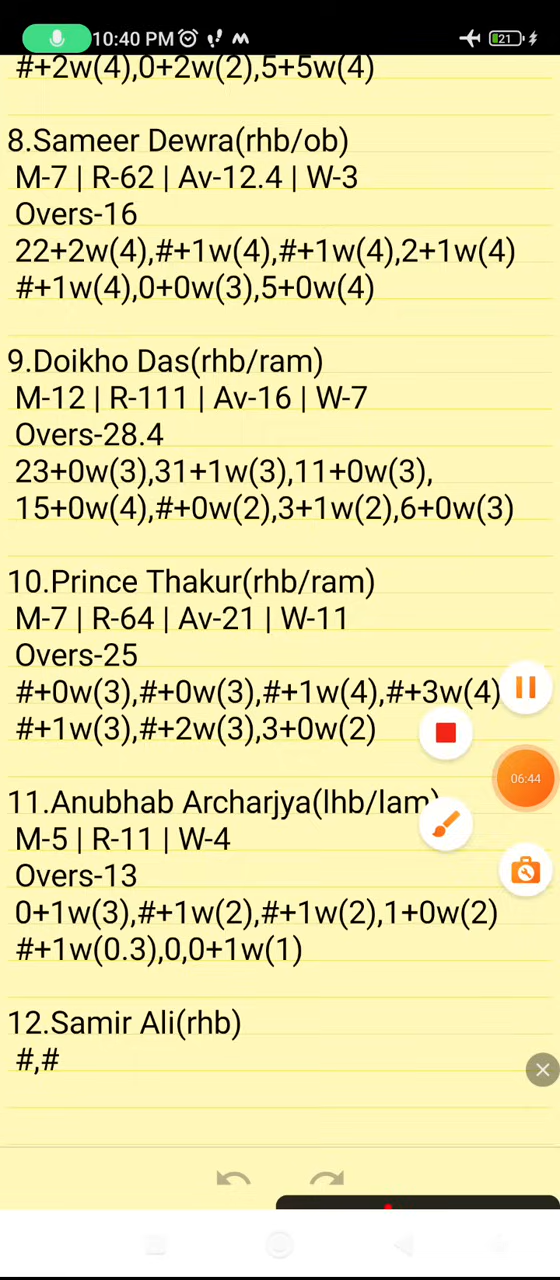 10:40 PM
21
#+2w(4),0+2w(2),5+5w(4)
8.Sameer Dewra(rhb/ob)
M-7 | R-62 | Av-12.4 | W-3
Overs-16
22+2w(4),#+1w(4),#+1w(4),2+1w(4)
#+1w(4),0+0w(3),5+0w(4)
9.Doikho Das(rhb/ram)
M-12 | R-111 | Av-16 | W-7
Overs-28.4
23+0w(3),31+1w(3),11+0w(3),
15+0w(4),#+0w(2),3+1w(2),6+0w(3)
10.Prince Thakur(rhb/ram)
M-7 | R-64 | Av-21 | W-11
Overs-25
#+0w(3),#+0w(3),#+1w(4),#+3w(4)
#+1w(3),#+2w(3),3+0w(2)
06:44
11.Anubhab Archarjya(lhb/lam)
M-5 | R-11 | W-4
Overs-13
0+1w(3),#+1w(2),#+1w(2),1+0w(2)
#+1w(0.3),0,0+1w(1)
12.Samir Ali(rhb)
#,#